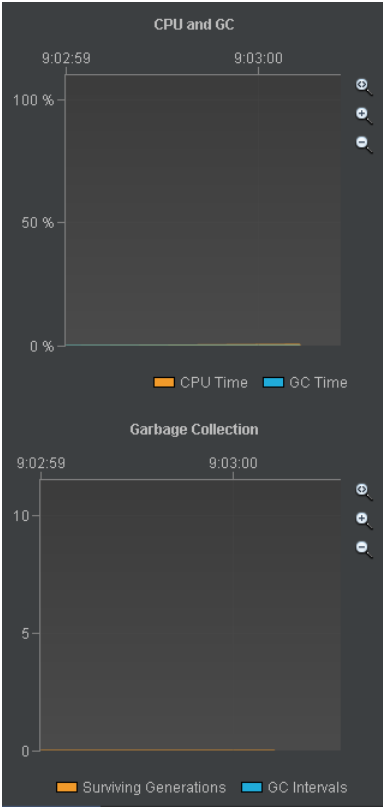 CPU and GC
9:02:59 9:03:00
100 %
50 %
0 %
CPU Time GC Time
Garbage Collection
9:02:59 9:03:00
10
5
0
Surviving Generations GC Intervals